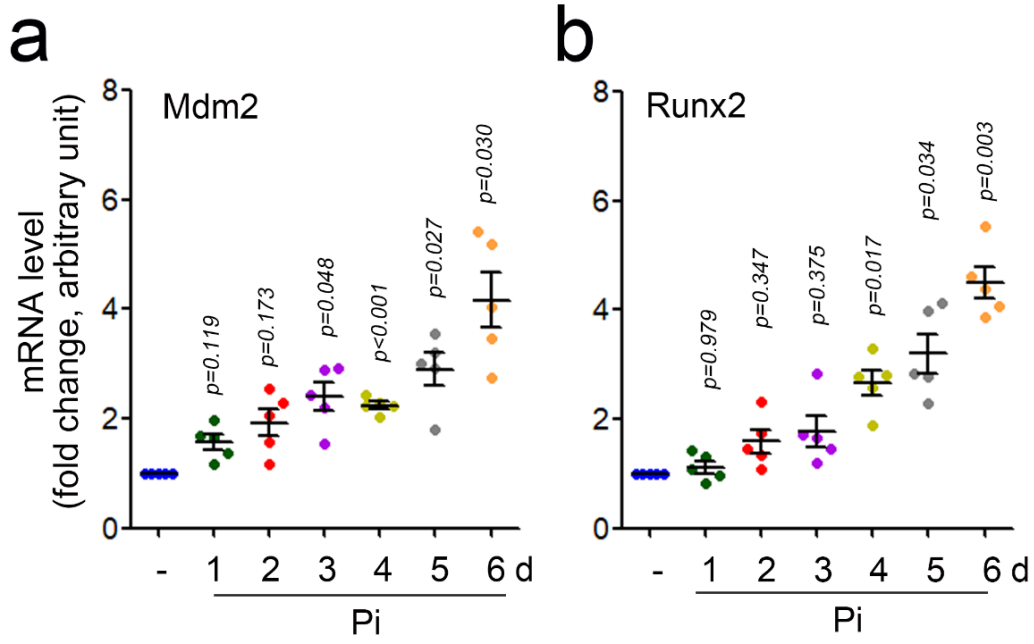 a
Mdm2
mRNA level
(fold change, arbitrary unit)
8
6
4
2
0
p=0.119
p=0.173
p=0.048
p<0.001
p=0.027
p=0.030
- 1 2 3 4 5 6 d
Pi
b
Runx2
8
6
4
2
0
p=0.979
p=0.347
p=0.375
p=0.017
p=0.034
p=0.003
- 1 2 3 4 5 6 d
Pi